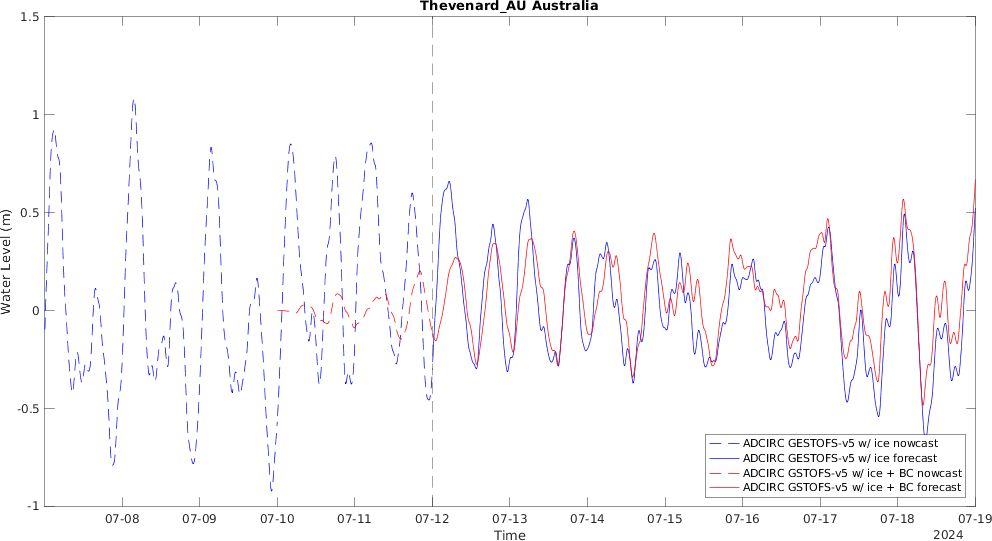 Thevenard_AU Australia
1.5
1
0.5
0
-0.5
-1
Water Level (m)
ADCIRC GESTOFS-v5 w/ ice nowcast
ADCIRC GESTOFS-v5 w/ ice forecast
ADCIRC GSTOFS-v5 w/ ice + BC nowcast
ADCIRC GSTOFS-v5 w/ ice + BC forecast
07-08 07-09 07-10 07-11 07-12 07-13 07-14 07-15 07-16 07-17 07-18 07-19
Time
2024